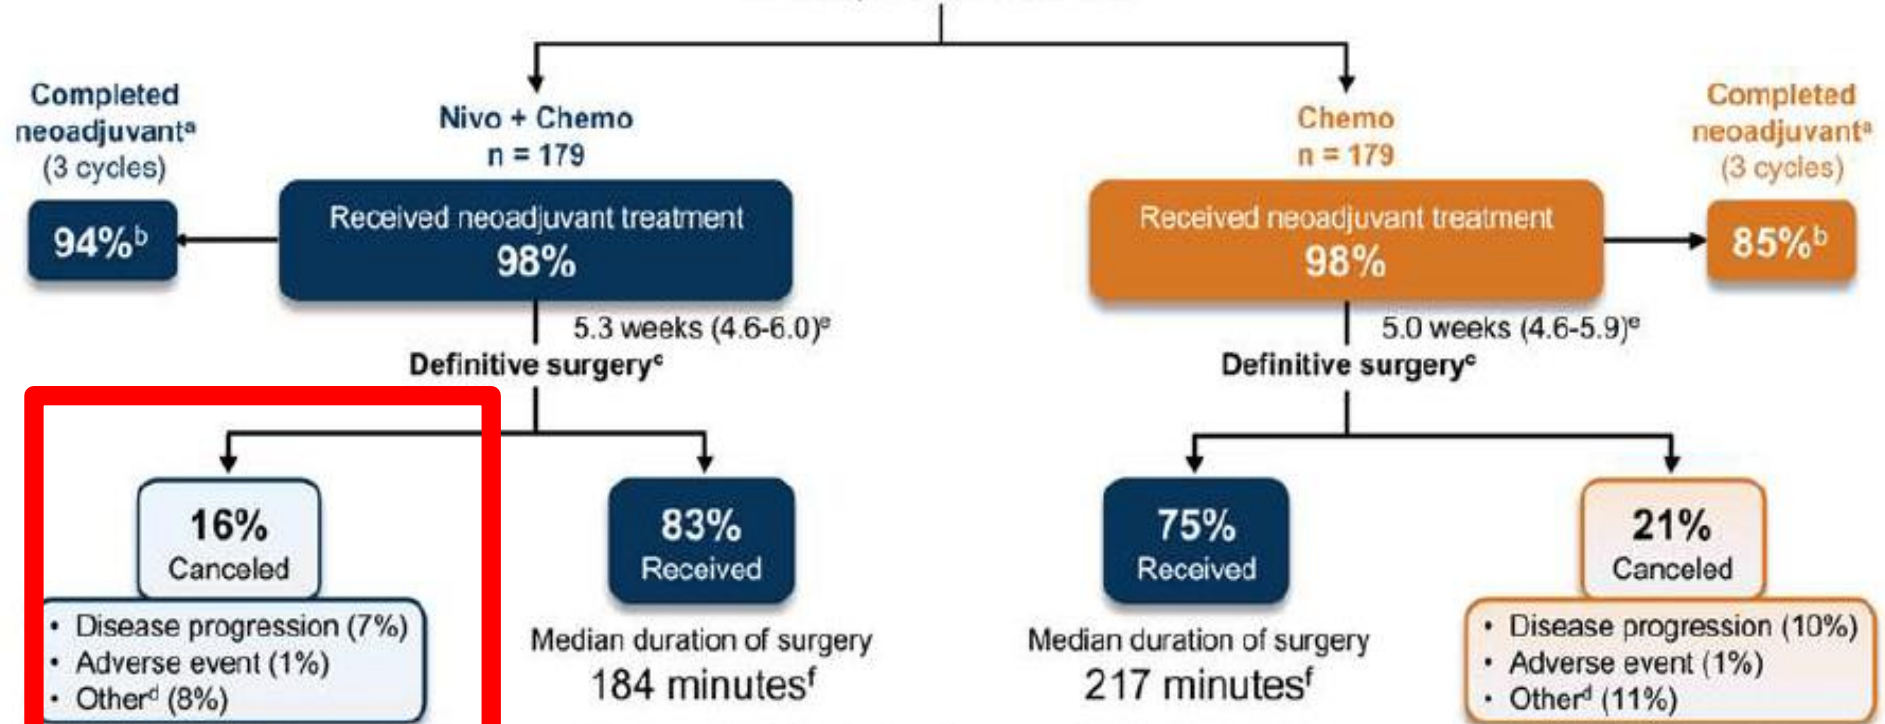 Completed
neoadjuvantᵃ
(3 cycles)
94%ᵇ
Nivo + Chemo
n = 179
Received neoadjuvant treatment
98%
Chemo
n = 179
Received neoadjuvant treatment
98%
Completed
neoadjuvantᵃ
(3 cycles)
85%ᵇ
5.3 weeks (4.6-6.0)ᵉ
Definitive surgeryᶜ
5.0 weeks (4.6-5.9)ᵉ
Definitive surgeryᶜ
16%
Canceled
• Disease progression (7%)
• Adverse event (1%)
• Otherᵈ (8%)
83%
Received
Median duration of surgery
184 minutesᶠ
75%
Received
Median duration of surgery
217 minutesᶠ
21%
Canceled
• Disease progression (10%)
• Adverse event (1%)
• Otherᵈ (11%)